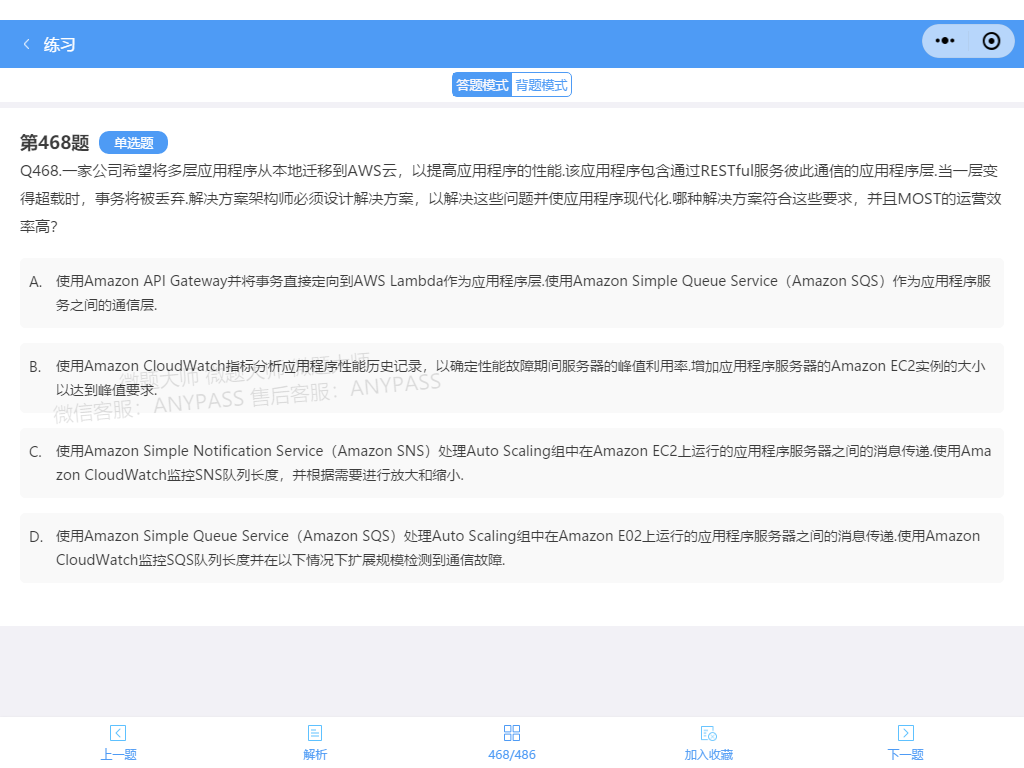 练习
答题模式 背题模式
第468题 单选题
Q468.一家公司希望将多层应用程序从本地迁移到AWS云，以提高应用程序的性能.该应用程序包含通过RESTful服务彼此通信的应用程序层.当一层变
得超载时，事务将被丢弃.解决方案架构师必须设计解决方案，以解决这些问题并使应用程序现代化.哪种解决方案符合这些要求，并且MOST的运营效
率高？
A. 使用Amazon API Gateway并将事务直接定向到AWS Lambda作为应用程序层.使用Amazon Simple Queue Service（Amazon SQS）作为应用程序服
务之间的通信层.
B. 使用Amazon CloudWatch指标分析应用程序性能历史记录，以确定性能故障期间服务器的峰值利用率.增加应用程序服务器的Amazon EC2实例的大小
以达到峰值要求.
微题大师 微题大师 微题大师
微信客服：ANYPASS 售后客服：ANYPASS
C. 使用Amazon Simple Notification Service（Amazon SNS）处理Auto Scaling组中在Amazon EC2上运行的应用程序服务器之间的消息传递.使用Ama
zon CloudWatch监控SNS队列长度，并根据需要进行放大和缩小.
D. 使用Amazon Simple Queue Service（Amazon SQS）处理Auto Scaling组中在Amazon E02上运行的应用程序服务器之间的消息传递.使用Amazon
CloudWatch监控SQS队列长度并在以下情况下扩展规模检测到通信故障.
上一题 解析 468/486 加入收藏 下一题